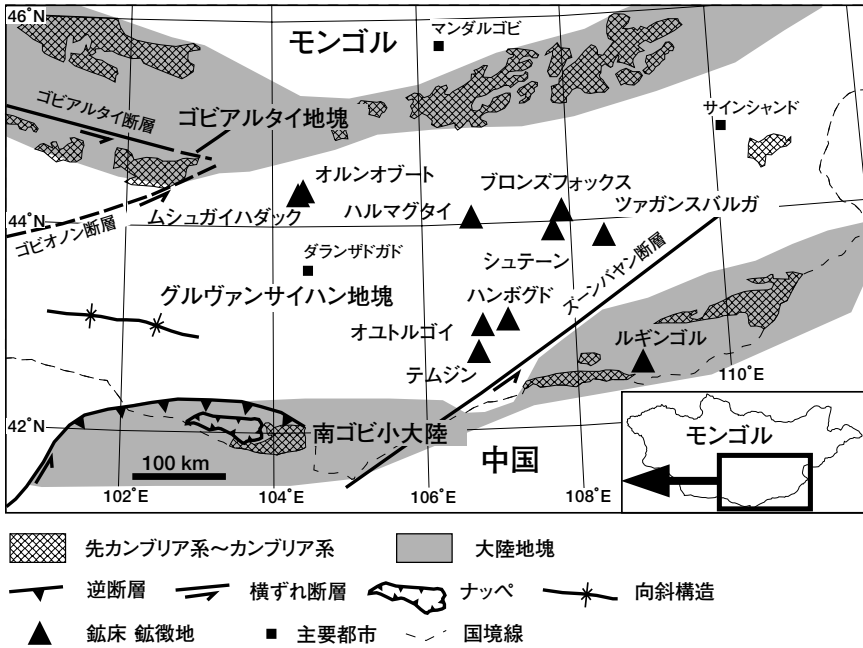 46°N
モンゴル
マンダルゴビ
ゴビアルタイ断層
ゴビアルタイ地塊
サインシャンド
オルンオブート
ブロンズフォックス
44°N
ムシュガイハダック
ハルマグタイ
ツァガンスバルガ
ゴビオノン断層
ダランザドガド
シュテーン
ズーンバヤン断層
グルヴァンサイハン地塊
ハンボグド
オユトルゴイ
ルギンゴル
テムジン
110°E
42°N
南ゴビ小大陸
モンゴル
中国
100 km
102°E
104°E
106°E
108°E
先カンブリア系～カンブリア系
大陸地塊
逆断層
横ずれ断層
ナッペ
向斜構造
鉱床 鉱徴地
主要都市
国境線